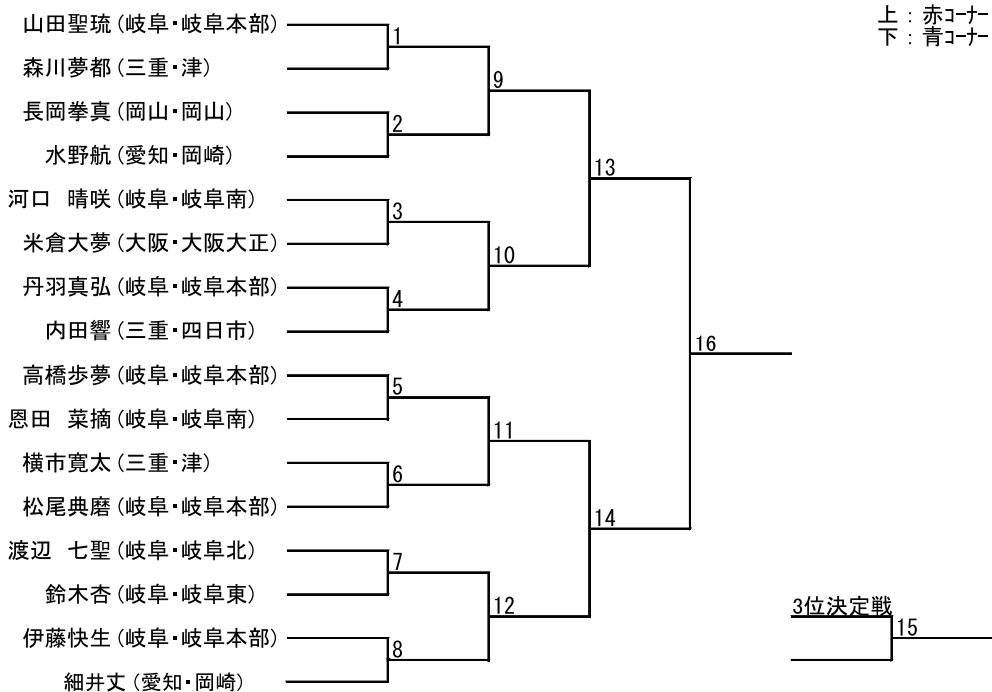 山田聖琉(岐阜・岐阜本部)
森川夢都(三重・津)
長岡拳真(岡山・岡山)
水野航(愛知・岡崎)
河口　晴咲(岐阜・岐阜南)
米倉大夢(大阪・大阪大正)
丹羽真弘(岐阜・岐阜本部)
内田響(三重・四日市)
高橋歩夢(岐阜・岐阜本部)
恩田　菜摘(岐阜・岐阜南)
横市寛太(三重・津)
松尾典磨(岐阜・岐阜本部)
渡辺　七聖(岐阜・岐阜北)
鈴木杏(岐阜・岐阜東)
伊藤快生(岐阜・岐阜本部)
細井丈(愛知・岡崎)
1
2
3
4
5
6
7
8
9
10
11
12
13
14
16
上：赤コーナー
下：青コーナー
3位決定戦
15